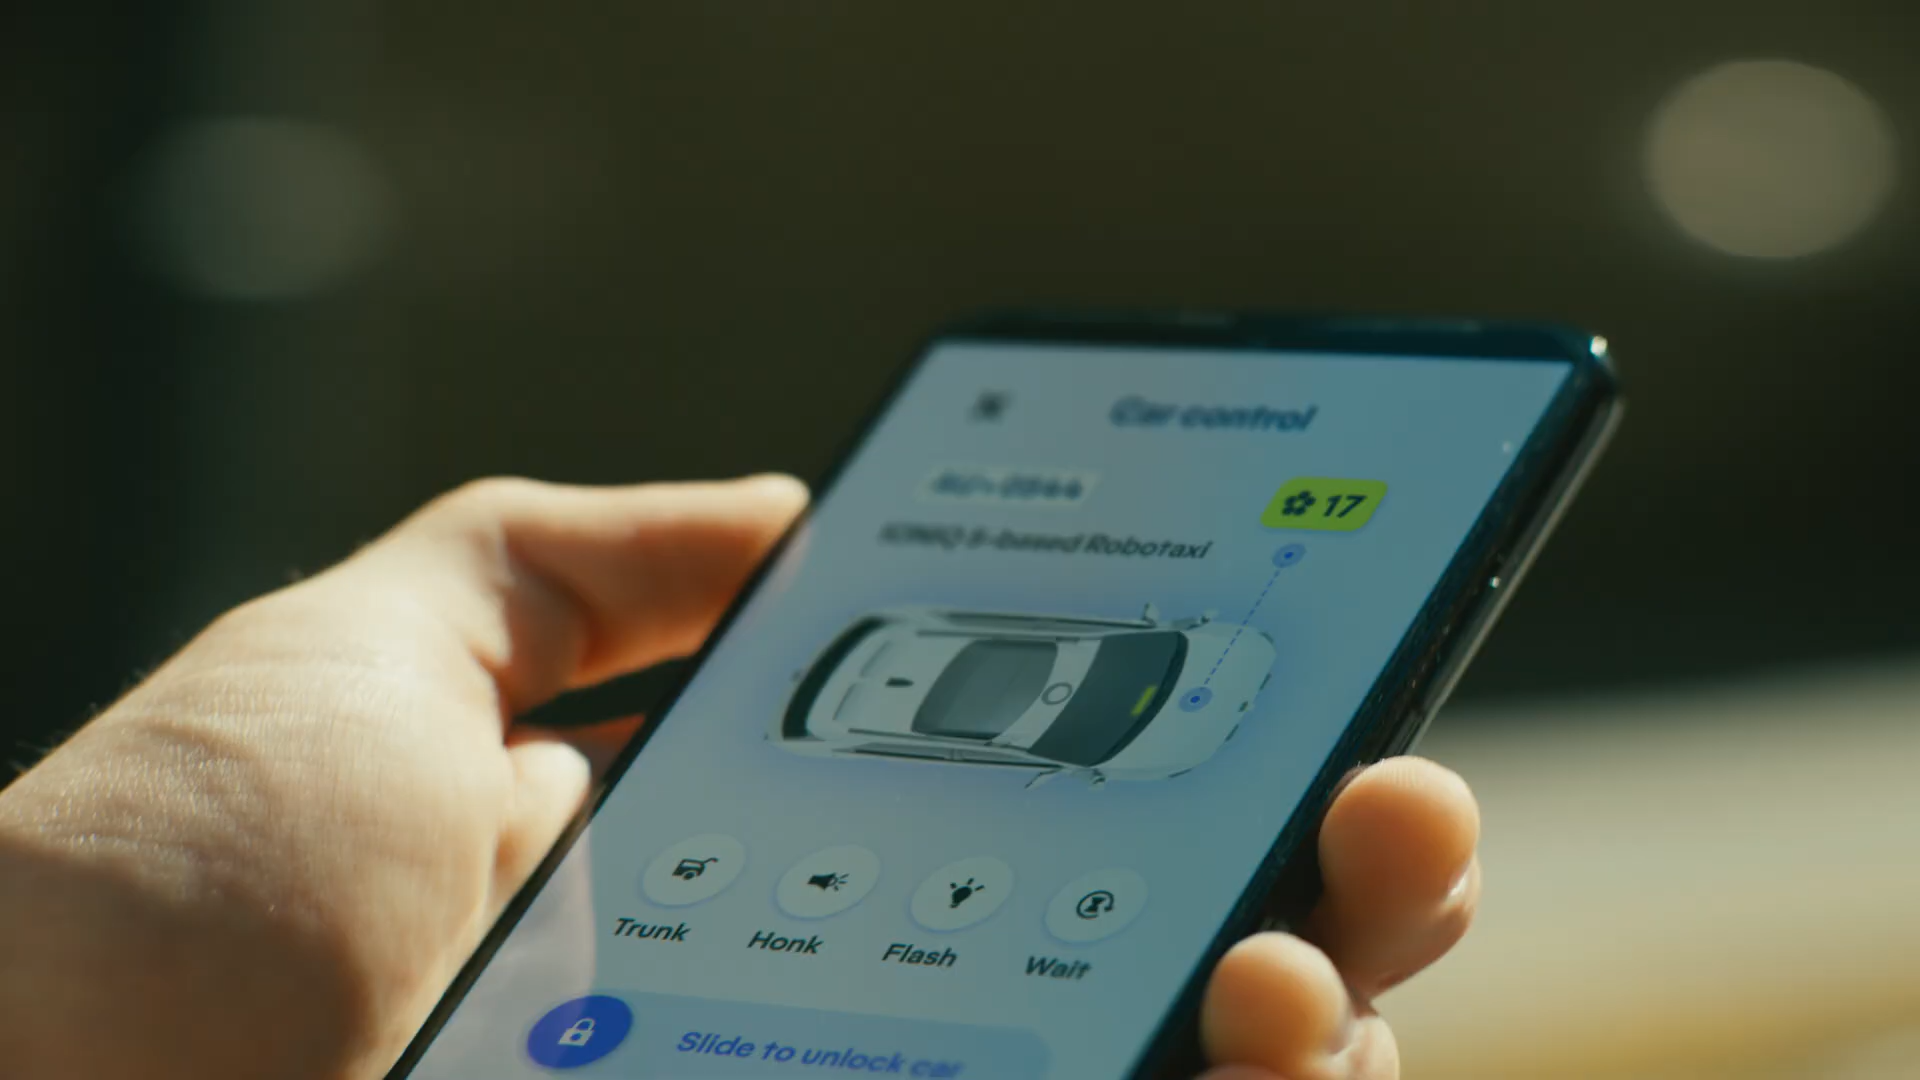 Car control
17
IONIQ 5-based Robotaxi
Trunk
Honk
Flash
Wait
Slide to unlock car